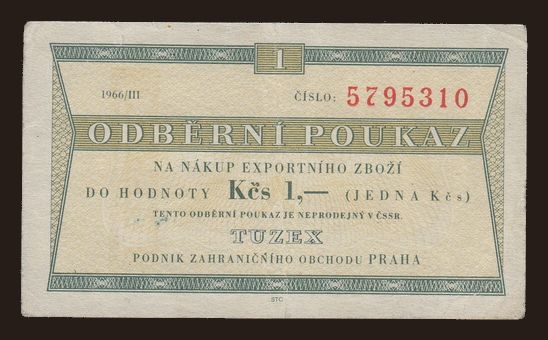 1
1966/III ČÍSLO: 5795310
ODBĚRNÍ POUKAZ
NA NÁKUP EXPORTNÍHO ZBOŽÍ
DO HODNOTY Kčs 1,— (JEDNA Kčs)
TENTO ODBĚRNÍ POUKAZ JE NEPRODEJNÝ V ČSSR.
TUZEX
PODNIK ZAHRANIČNÍHO OBCHODU PRAHA
STC